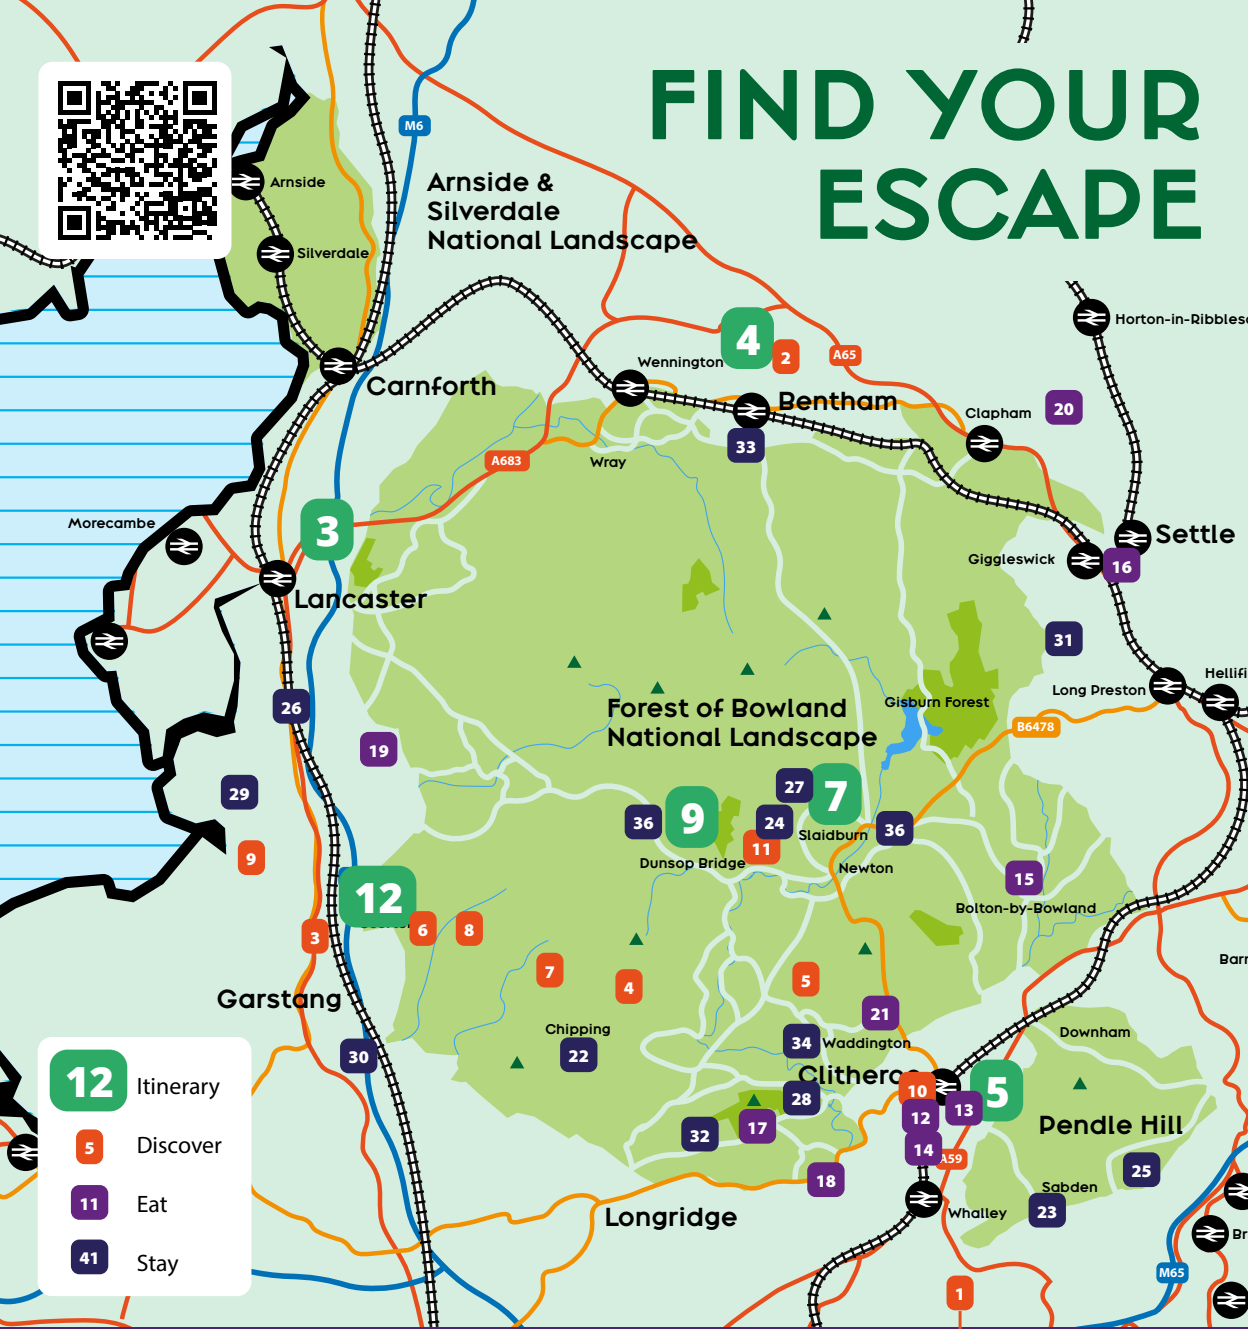 FIND YOUR
ESCAPE
M6
Arnside
Arnside &
Silverdale
National Landscape
Silverdale
Horton-in-Ribbles
4
2
A65
Wennington
Carnforth
Bentham
Clapham
20
33
A683
Wray
3
Morecambe
Settle
Giggleswick
16
Lancaster
31
Hellifi
Long Preston
26
Forest of Bowland
National Landscape
Gisburn Forest
B6478
19
29
27
7
36
9
24
36
Slaidburn
11
9
Dunsop Bridge
Newton
15
12
Bolton-by-Bowland
6
8
3
7
4
5
Barn
Garstang
21
Chipping
22
34
Waddington
Downham
30
Clitheroe
10
5
28
12
13
32
17
Pendle Hill
14
A59
18
25
Sabden
23
Longridge
Whalley
Br
M65
1
12
Itinerary
5
Discover
11
Eat
41
Stay